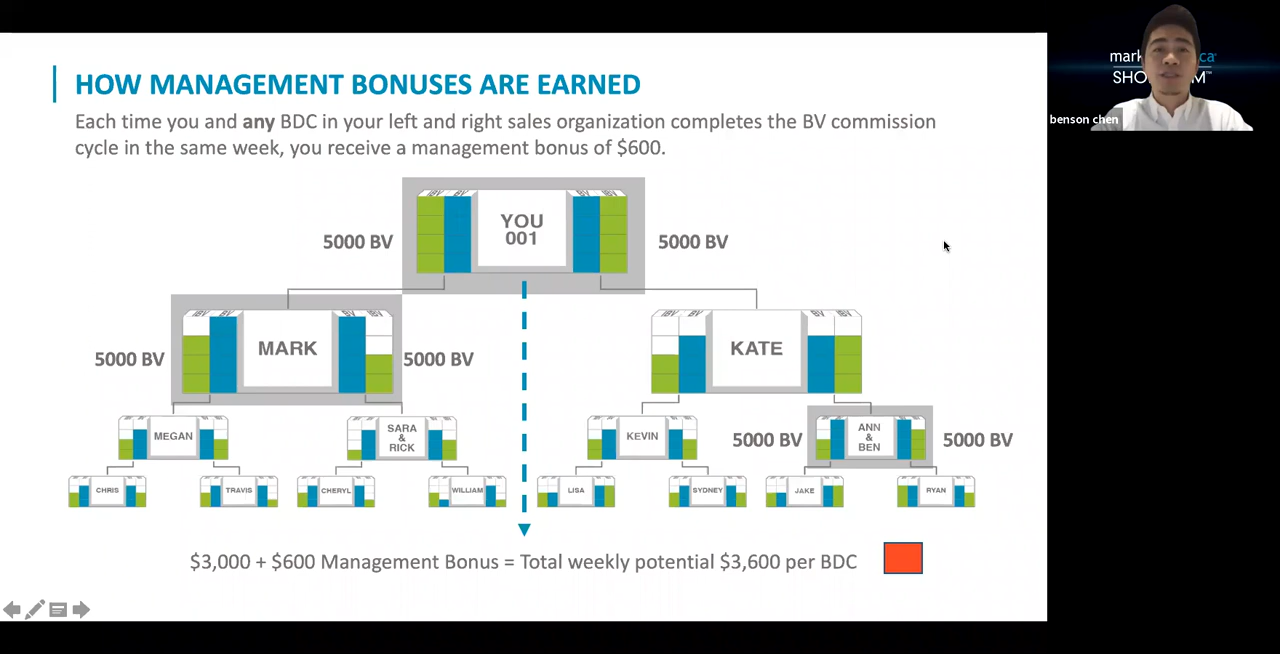 HOW MANAGEMENT BONUSES ARE EARNED
Each time you and any BDC in your left and right sales organization completes the BV commission
cycle in the same week, you receive a management bonus of $600.
YOU
001
5000 BV
5000 BV
MARK
5000 BV
5000 BV
KATE
MEGAN
SARA
&
RICK
KEVIN
5000 BV
ANN
&
BEN
5000 BV
CHRIS
TRAVIS
CHERYL
WILLIAM
LISA
SYDNEY
JAKE
RYAN
$3,000 + $600 Management Bonus = Total weekly potential $3,600 per BDC
benson chen